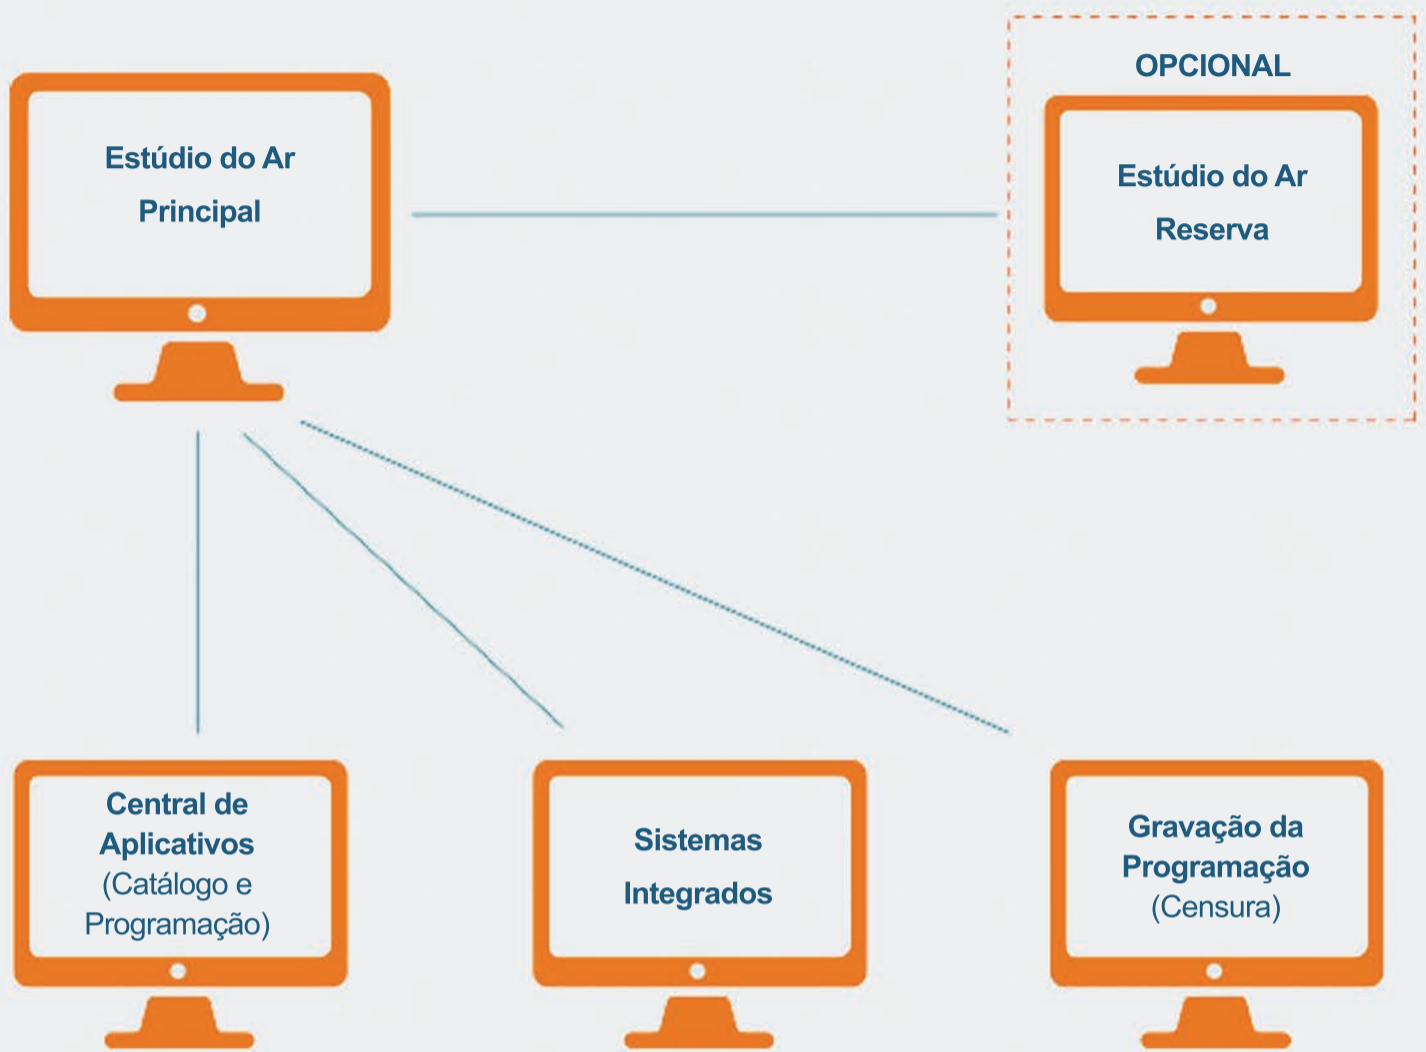 Estúdio do Ar
Principal
OPCIONAL
Estúdio do Ar
Reserva
Central de
Aplicativos
(Catálogo e
Programação)
Sistemas
Integrados
Gravação da
Programação
(Censura)